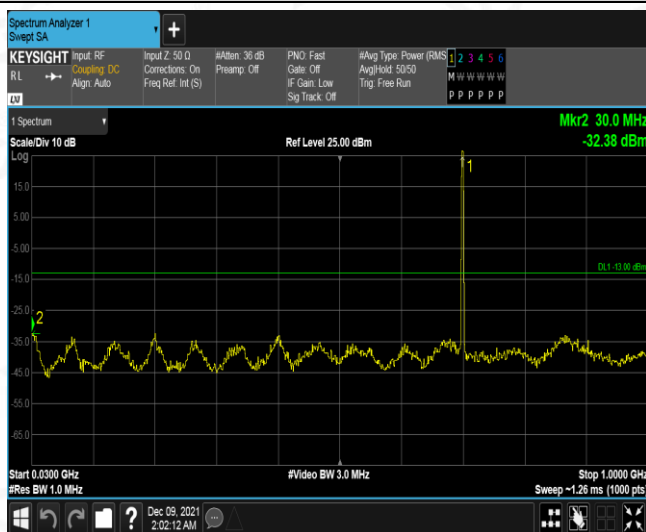 Spectrum Analyzer 1
Swept SA
+
KEYSIGHT Input: RF
RL Coupling: DC
Align: Auto
LXI
Input Z: 50 Ω
Corrections: On
Freq Ref: Int (S)
#Atten: 36 dB
Preamp: Off
PNO: Fast
Gate: Off
IF Gain: Low
Sig Track: Off
#Avg Type: Power (RMS
Avg|Hold: 50/50
Trig: Free Run
1 2 3 4 5 6
M W W W W W
P P P P P P
1 Spectrum
Mkr2 30.0 MHz
Scale/Div 10 dB Ref Level 25.00 dBm -32.38 dBm
Log
1
15.0
5.00
-5.00
DL1 -13.00 dBm
-15.0
-25.0
2
-35.0
-45.0
-55.0
-65.0
Start 0.0300 GHz #Video BW 3.0 MHz Stop 1.0000 GHz
#Res BW 1.0 MHz Sweep ~1.26 ms (1000 pts)
? Dec 09, 2021
2:02:12 AM